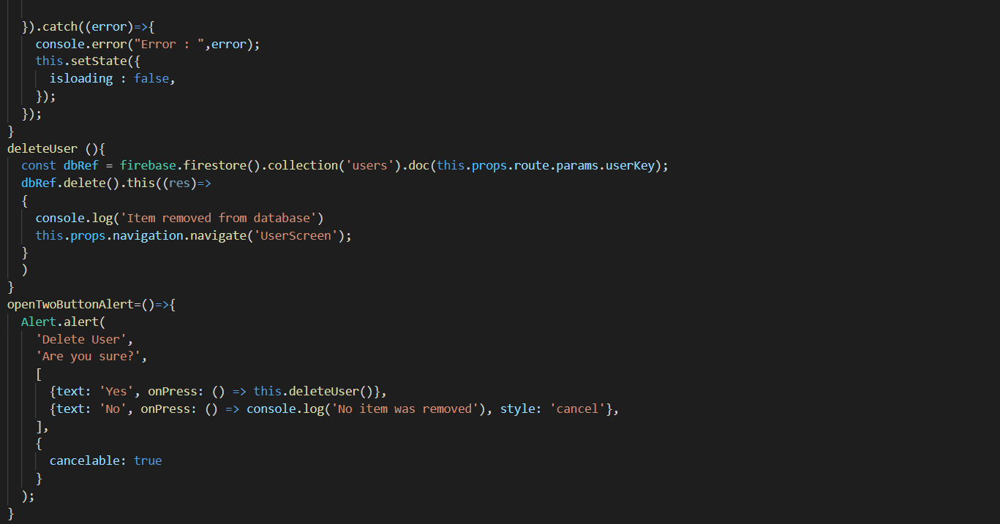 }).catch((error)=>{
console.error("Error : ",error);
this.setState({
isloading : false,
});
});
}
deleteUser (){
const dbRef = firebase.firestore().collection('users').doc(this.props.route.params.userKey);
dbRef.delete().this((res)=>
{
console.log('Item removed from database')
this.props.navigation.navigate('UserScreen');
}
)
}
openTwoButtonAlert=()=>{
Alert.alert(
'Delete User',
'Are you sure?',
[
{text: 'Yes', onPress: () => this.deleteUser()},
{text: 'No', onPress: () => console.log('No item was removed'), style: 'cancel'},
],
{
cancelable: true
}
);
}